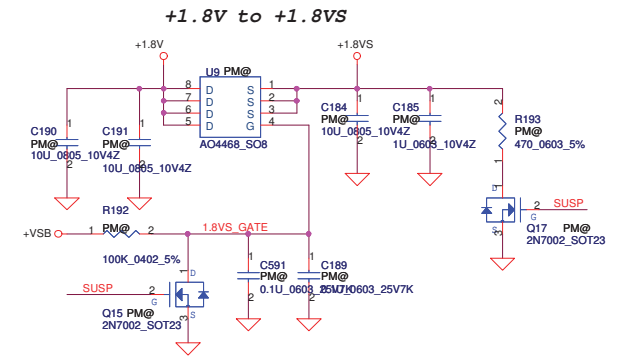 +1.8V to +1.8VS
+1.8V
+1.8VS
U9 PM@
8 D S 1
7 D S 2
6 D S 3
5 D G 4
AO4468_SO8
1
C190
PM@
10U_0805_10V4Z
2
1
C191
PM@
10U_0805_10V4Z
2
1
C184
PM@
10U_0805_10V4Z
2
1
C185
PM@
1U_0603_10V4Z
2
2
R193
PM@
470_0603_5%
1
1
D
2 SUSP
G
S
3
Q17 PM@
2N7002_SOT23
R192
+VSB 1 PM@ 2
100K_0402_5%
1.8VS_GATE
1
D
SUSP 2
G
S
3
Q15 PM@
2N7002_SOT23
1
C591
PM@
0.1U_0603_25V7K
2
1
C189
PM@
0.1U_0603_25V7K
2